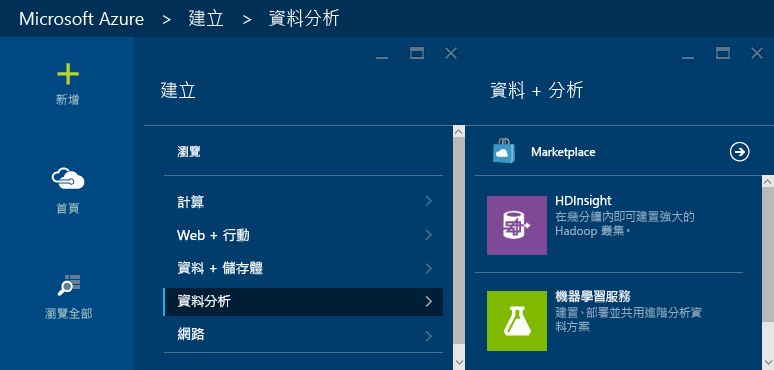 Microsoft Azure > 建立 > 資料分析
新增
首頁
瀏覽全部
建立
瀏覽
計算
Web + 行動
資料 + 儲存體
資料分析
網路
資料 + 分析
Marketplace
HDInsight
在幾分鐘內即可建置強大的
Hadoop 叢集。
機器學習服務
建置、部署並共用進階分析資
料方案